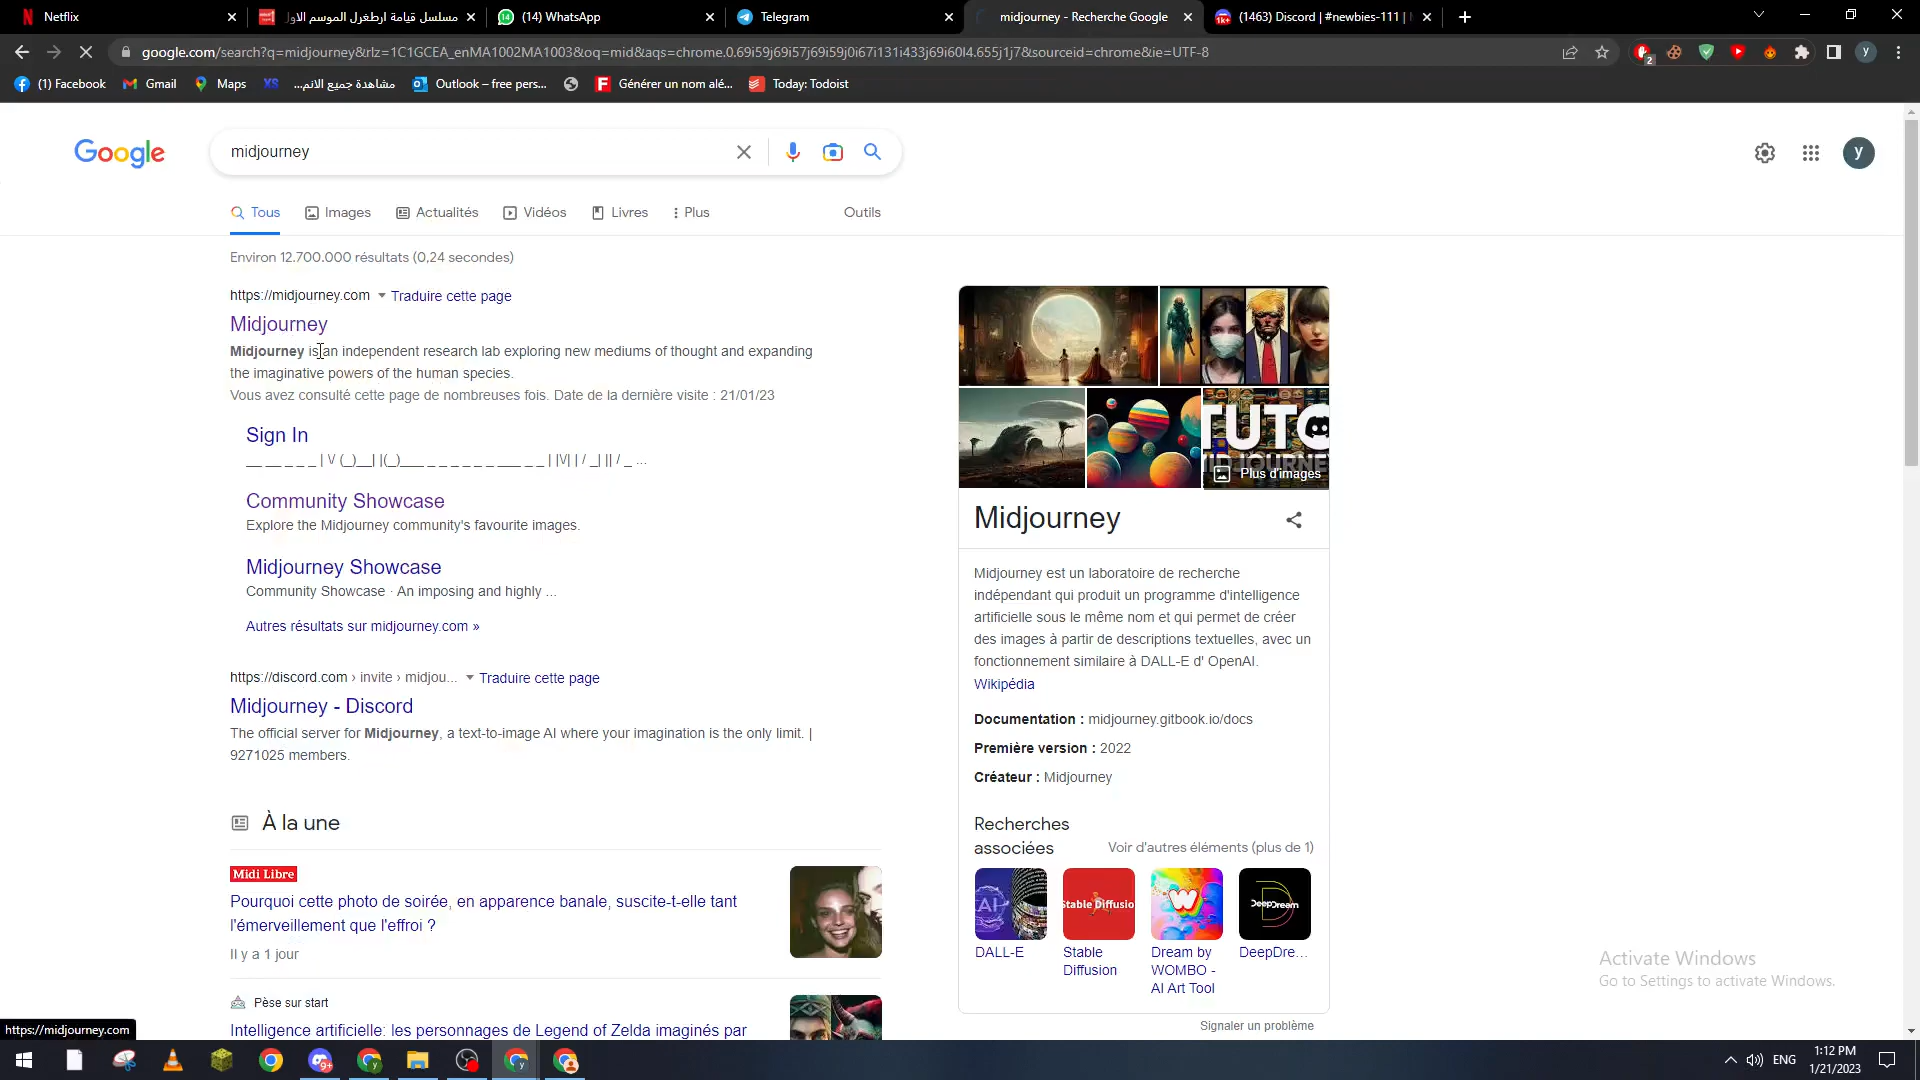 Netflix
مسلسل قيامة ارطغرل الموسم الاول
(14) WhatsApp
Telegram
midjourney - Recherche Google
(1463) Discord | #newbies-111 |
google.com/search?q=midjourney&rlz=1C1GCEA_enMA1002MA1003&oq=mid&aqs=chrome.0.69i59j69i57j69i59j0i67i131i433j69i60l4.655j1j7&sourceid=chrome&ie=UTF-8
2
y
(1) Facebook
Gmail
Maps
XS
مشاهدة جميع الانم...
Outlook – free pers...
Générer un nom alé...
Today: Todoist
Google
midjourney
y
Tous
Images
Actualités
Vidéos
Livres
Plus
Outils
Environ 12.700.000 résultats (0,24 secondes)
https://midjourney.com
Traduire cette page
Midjourney
Midjourney is an independent research lab exploring new mediums of thought and expanding
the imaginative powers of the human species.
Vous avez consulté cette page de nombreuses fois. Date de la dernière visite : 21/01/23
Sign In
Community Showcase
Explore the Midjourney community's favourite images.
Midjourney Showcase
Community Showcase · An imposing and highly ...
Autres résultats sur midjourney.com »
https://discord.com › invite › midjou...
Traduire cette page
Midjourney - Discord
The official server for Midjourney, a text-to-image AI where your imagination is the only limit. |
9271025 members.
À la une
Midi Libre
Pourquoi cette photo de soirée, en apparence banale, suscite-t-elle tant
l'émerveillement que l'effroi ?
Il y a 1 jour
Pèse sur start
Intelligence artificielle: les personnages de Legend of Zelda imaginés par
TUTO
MIDJOURNEY
Plus d'images
Midjourney
Midjourney est un laboratoire de recherche
indépendant qui produit un programme d'intelligence
artificielle sous le même nom et qui permet de créer
des images à partir de descriptions textuelles, avec un
fonctionnement similaire à DALL-E d' OpenAI.
Wikipédia
Documentation : midjourney.gitbook.io/docs
Première version : 2022
Créateur : Midjourney
Recherches
associées
Voir d'autres éléments (plus de 1)
AI
Stable Diffusio
W
DeepDream
DALL-E
Stable
Diffusion
Dream by
WOMBO -
AI Art Tool
DeepDre...
Signaler un problème
Activate Windows
Go to Settings to activate Windows.
https://midjourney.com
9+
ENG
1:12 PM
1/21/2023